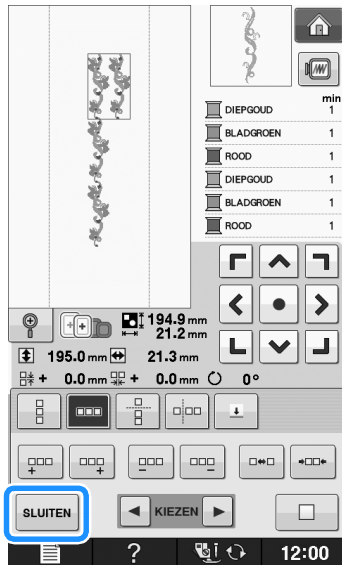 min
DIEPGOUD 1
BLADGROEN 1
ROOD 1
DIEPGOUD 1
BLADGROEN 1
ROOD 1
194.9 mm
21.2 mm
195.0 mm 21.3 mm
+ 0.0 mm + 0.0 mm 0°
SLUITEN KIEZEN
? 12:00